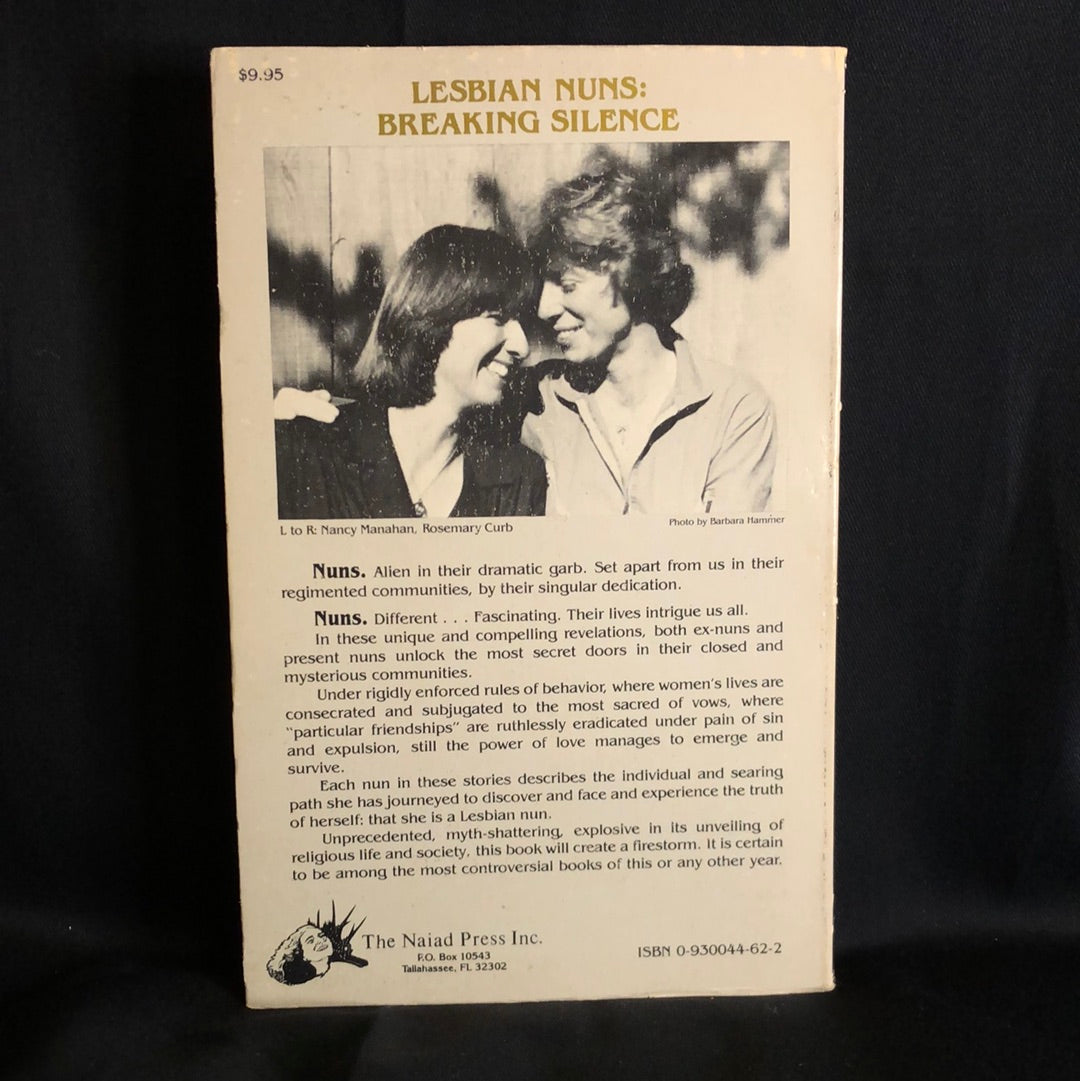 $9.95
LESBIAN NUNS:
BREAKING SILENCE
L to R: Nancy Manahan, Rosemary Curb
Photo by Barbara Hammer
Nuns. Alien in their dramatic garb. Set apart from us in their
regimented communities, by their singular dedication.
Nuns. Different . . . Fascinating. Their lives intrigue us all.
In these unique and compelling revelations, both ex-nuns and
present nuns unlock the most secret doors in their closed and
mysterious communities.
Under rigidly enforced rules of behavior, where women's lives are
consecrated and subjugated to the most sacred of vows, where
"particular friendships" are ruthlessly eradicated under pain of sin
and expulsion, still the power of love manages to emerge and
survive.
Each nun in these stories describes the individual and searing
path she has journeyed to discover and face and experience the truth
of herself: that she is a Lesbian nun.
Unprecedented, myth-shattering, explosive in its unveiling of
religious life and society, this book will create a firestorm. It is certain
to be among the most controversial books of this or any other year.
The Naiad Press Inc.
P.O. Box 10543
Tallahassee, FL 32302
ISBN 0-930044-62-2